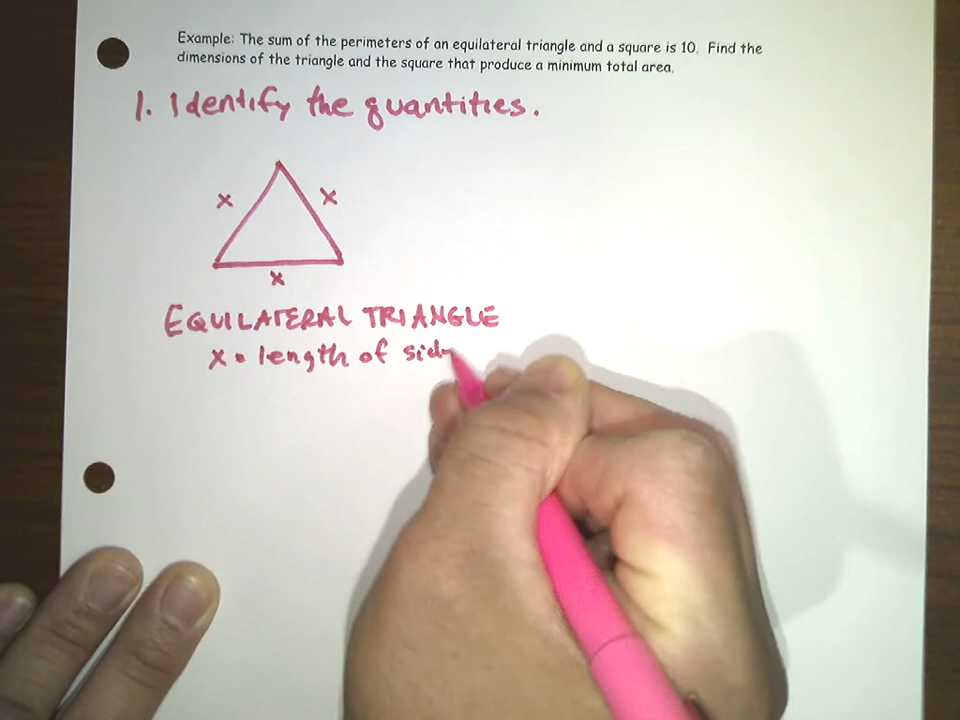 Example: The sum of the perimeters of an equilateral triangle and a square is 10. Find the
dimensions of the triangle and the square that produce a minimum total area.
1. Identify the quantities.
x x
x
EQUILATERAL TRIANGLE
x = length of side